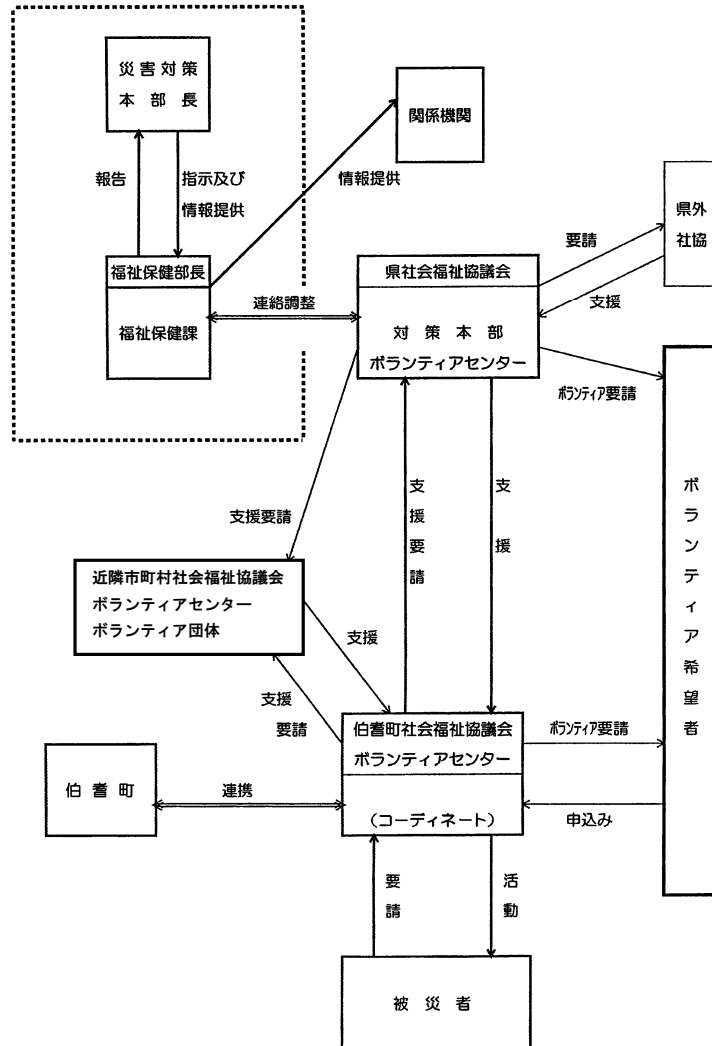 災害対策
本部長
関係機関
報告
指示及び
情報提供
情報提供
県外
社協
要請
支援
福祉保健部長
福祉保健課
連絡調整
県社会福祉協議会
対策本部
ボランティアセンター
ボランティア要請
支援要請
支援要請
支援
ボランティア希望者
近隣市町村社会福祉協議会
ボランティアセンター
ボランティア団体
支援
支援
要請
伯耆町社会福祉協議会
ボランティアセンター
(コーディネート)
ボランティア要請
伯耆町
連携
申込み
要請
活動
被災者